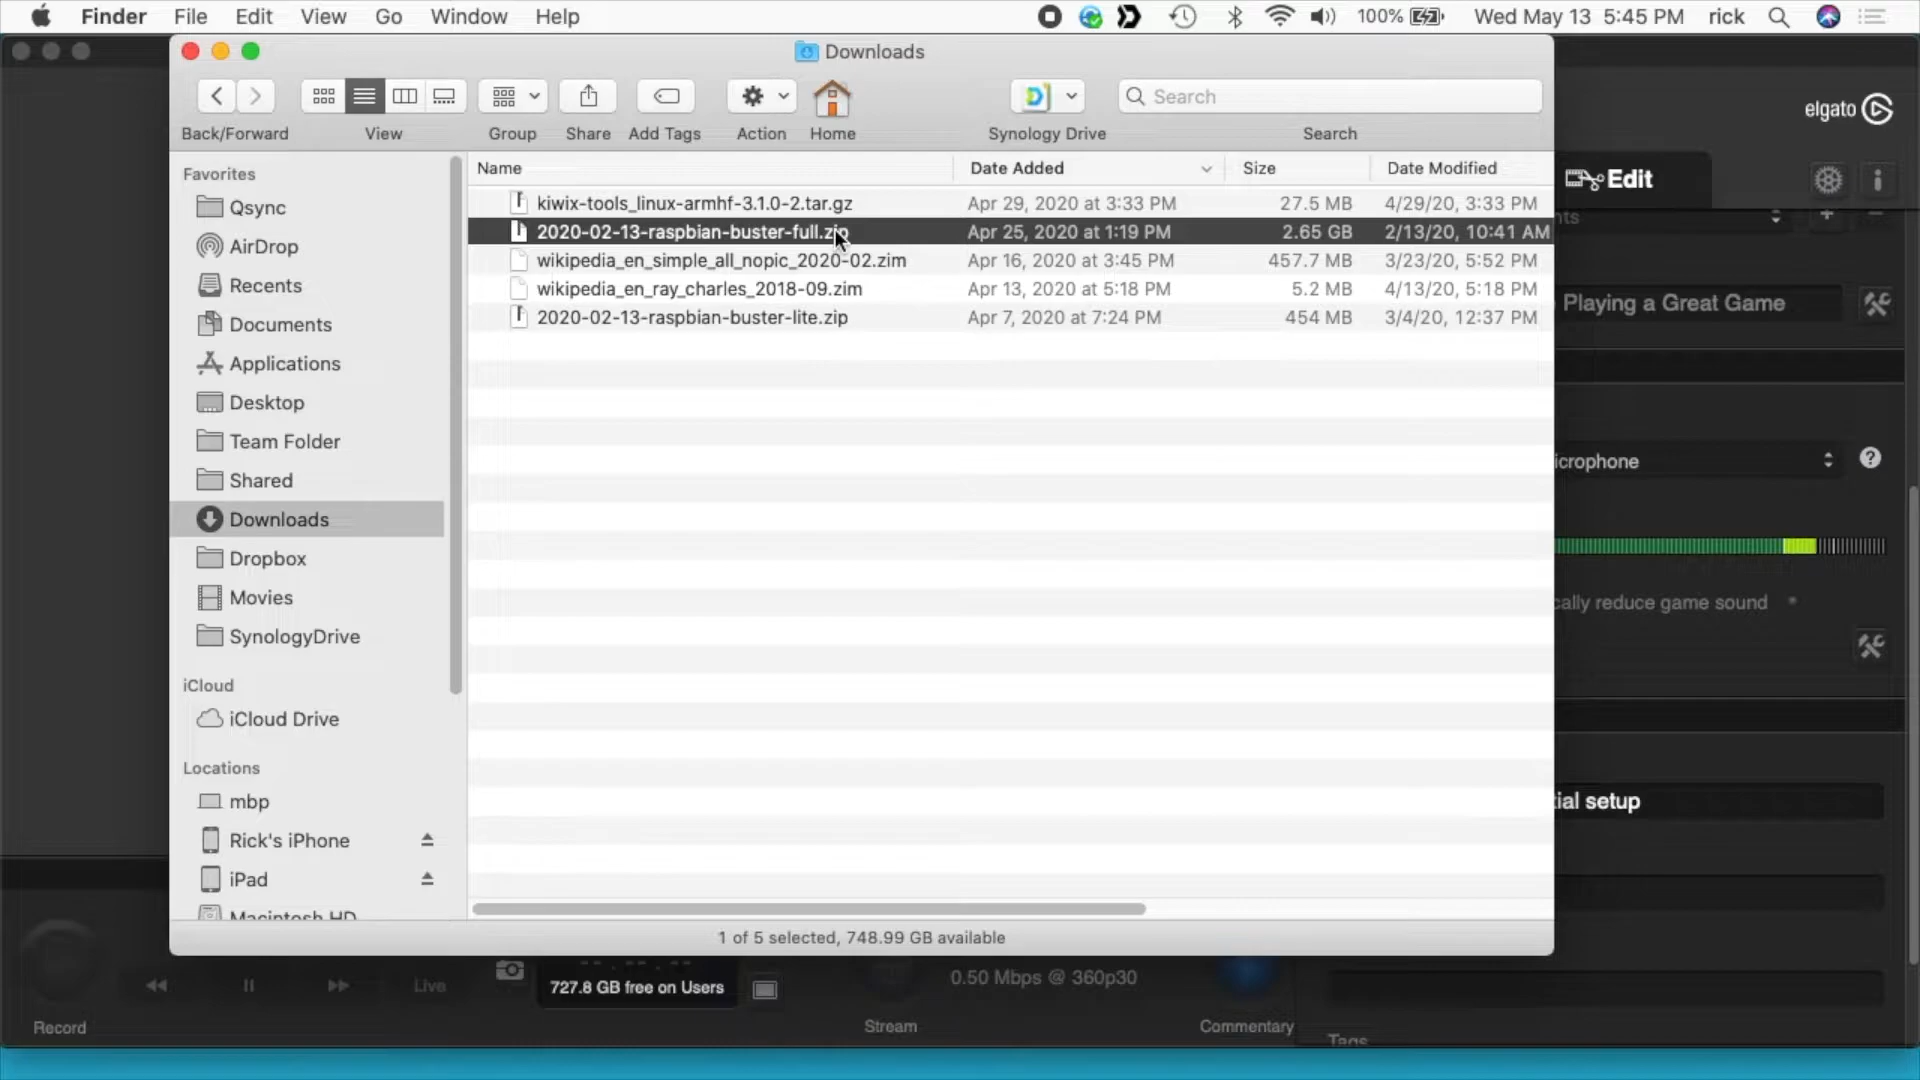 Finder File Edit View Go Window Help 100% Wed May 13 5:45 PM rick
Downloads
Search
Back/Forward View Group Share Add Tags Action Home Synology Drive Search
elgato
Edit
Favorites
Qsync
AirDrop
Recents
Documents
Applications
Desktop
Team Folder
Shared
Downloads
Dropbox
Movies
SynologyDrive
iCloud
iCloud Drive
Locations
mbp
Rick's iPhone
iPad
Macintosh HD
Name Date Added Size Date Modified
kiwix-tools_linux-armhf-3.1.0-2.tar.gz Apr 29, 2020 at 3:33 PM 27.5 MB 4/29/20, 3:33 PM
2020-02-13-raspbian-buster-full.zip Apr 25, 2020 at 1:19 PM 2.65 GB 2/13/20, 10:41 AM
wikipedia_en_simple_all_nopic_2020-02.zim Apr 16, 2020 at 3:45 PM 457.7 MB 3/23/20, 5:52 PM
wikipedia_en_ray_charles_2018-09.zim Apr 13, 2020 at 5:18 PM 5.2 MB 4/13/20, 5:18 PM
2020-02-13-raspbian-buster-lite.zip Apr 7, 2020 at 7:24 PM 454 MB 3/4/20, 12:37 PM
1 of 5 selected, 748.99 GB available
nts
Playing a Great Game
icrophone
cally reduce game sound
tial setup
Live
727.8 GB free on Users
0.50 Mbps @ 360p30
Record
Stream
Commentary
Tags